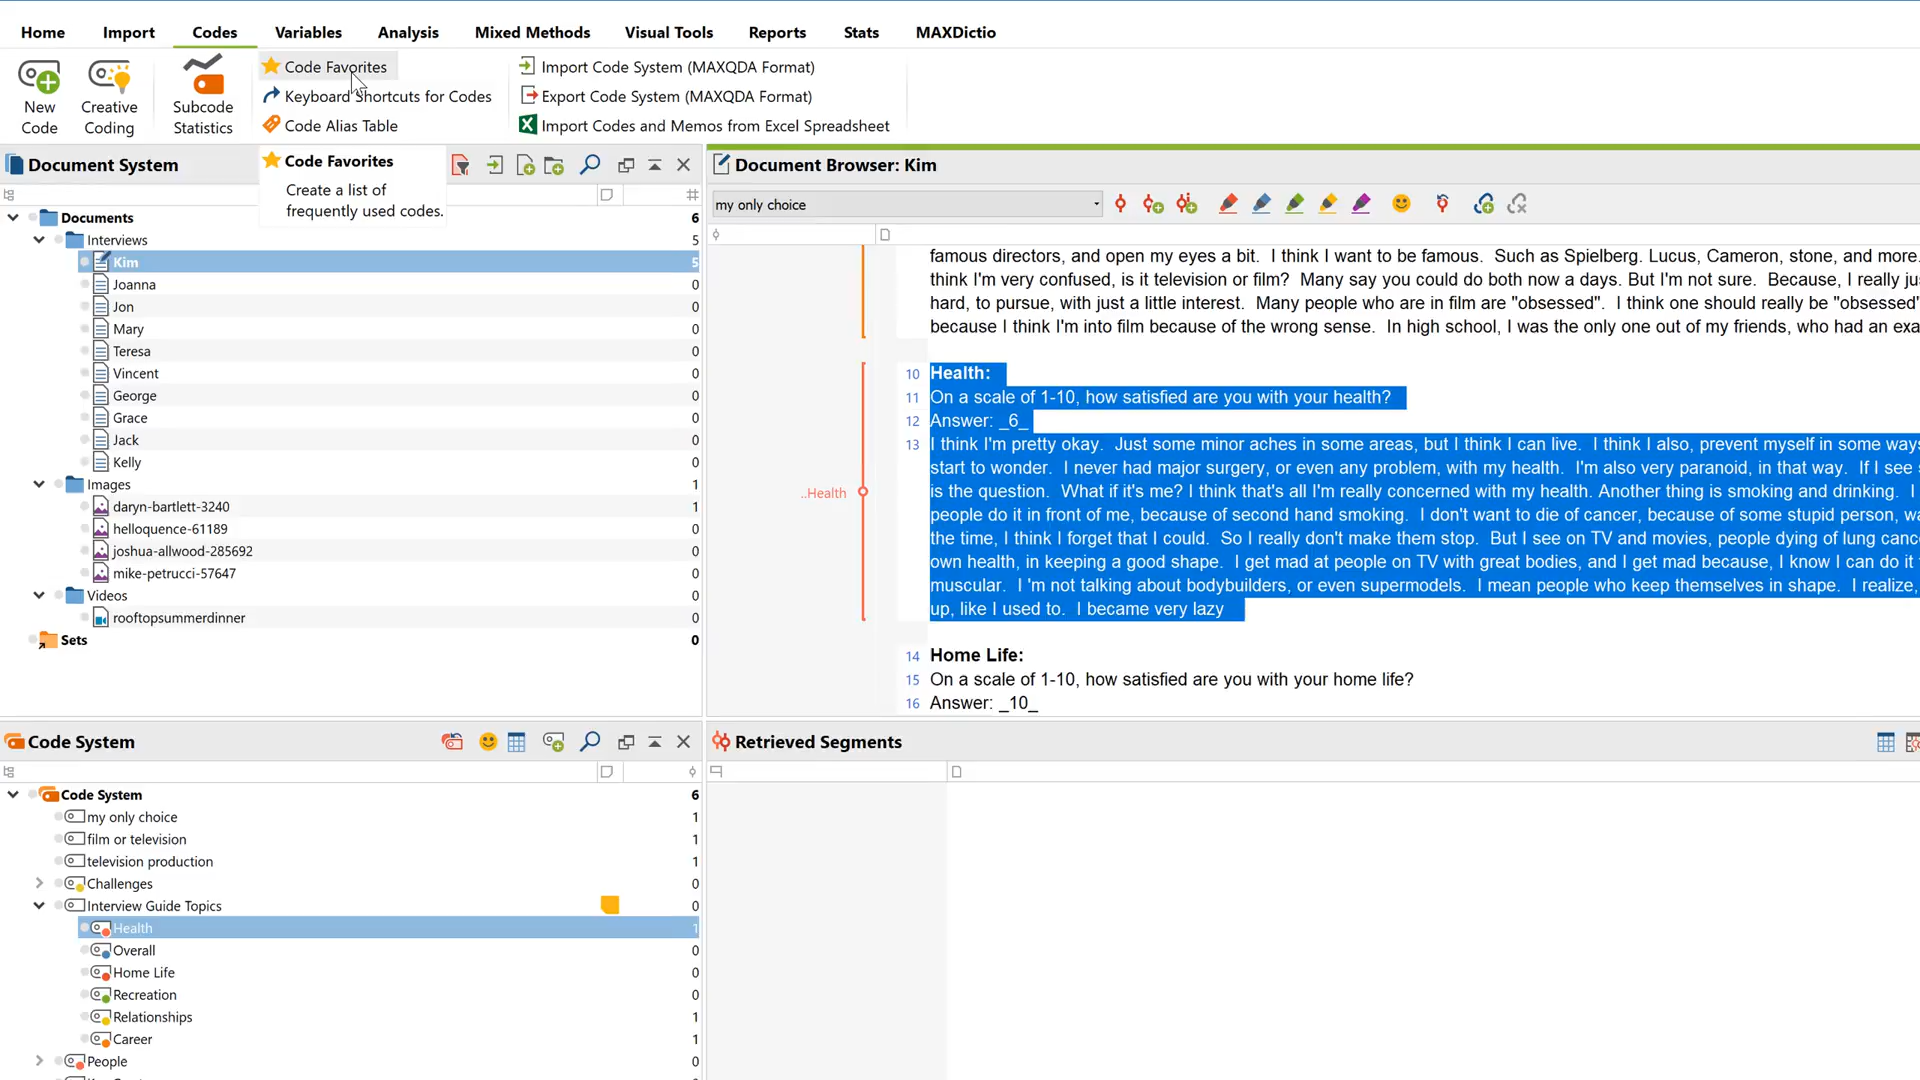 Home Import Codes Variables Analysis Mixed Methods Visual Tools Reports Stats MAXDictio
New Code
Creative Coding
Subcode Statistics
Code Favorites
Keyboard Shortcuts for Codes
Code Alias Table
Import Code System (MAXQDA Format)
Export Code System (MAXQDA Format)
Import Codes and Memos from Excel Spreadsheet
Document System
Code Favorites
Create a list of
frequently used codes.
#
Documents 6
Interviews 5
Kim 5
Joanna 0
Jon 0
Mary 0
Teresa 0
Vincent 0
George 0
Grace 0
Jack 0
Kelly 0
Images 1
daryn-bartlett-3240 1
helloquence-61189 0
joshua-allwood-285692 0
mike-petrucci-57647 0
Videos 0
rooftopsummerdinner 0
Sets 0
Document Browser: Kim
my only choice
famous directors, and open my eyes a bit. I think I want to be famous. Such as Spielberg. Lucus, Cameron, stone, and more.
think I'm very confused, is it television or film? Many say you could do both now a days. But I'm not sure. Because, I really ju
hard, to pursue, with just a little interest. Many people who are in film are "obsessed". I think one should really be "obsessed"
because I think I'm into film because of the wrong sense. In high school, I was the only one out of my friends, who had an exa
10 Health:
11 On a scale of 1-10, how satisfied are you with your health?
12 Answer: _6_
13 I think I'm pretty okay. Just some minor aches in some areas, but I think I can live. I think I also, prevent myself in some ways
start to wonder. I never had major surgery, or even any problem, with my health. I'm also very paranoid, in that way. If I see s
..Health
is the question. What if it's me? I think that's all I'm really concerned with my health. Another thing is smoking and drinking. I
people do it in front of me, because of second hand smoking. I don't want to die of cancer, because of some stupid person, wa
the time, I think I forget that I could. So I really don't make them stop. But I see on TV and movies, people dying of lung canc
own health, in keeping a good shape. I get mad at people on TV with great bodies, and I get mad because, I know I can do it
muscular. I 'm not talking about bodybuilders, or even supermodels. I mean people who keep themselves in shape. I realize,
up, like I used to. I became very lazy
14 Home Life:
15 On a scale of 1-10, how satisfied are you with your home life?
16 Answer: _10_
Code System
Code System 6
my only choice 1
film or television 1
television production 1
Challenges 0
Interview Guide Topics 0
Health 1
Overall 0
Home Life 0
Recreation 0
Relationships 1
Career 1
People 0
Retrieved Segments